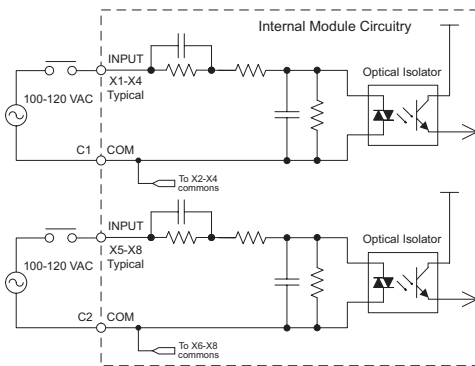 Internal Module Circuitry
INPUT
X1-X4
Typical
Optical Isolator
100-120 VAC
C1
COM
To X2-X4
commons
INPUT
X5-X8
Typical
Optical Isolator
100-120 VAC
C2
COM
To X6-X8
commons